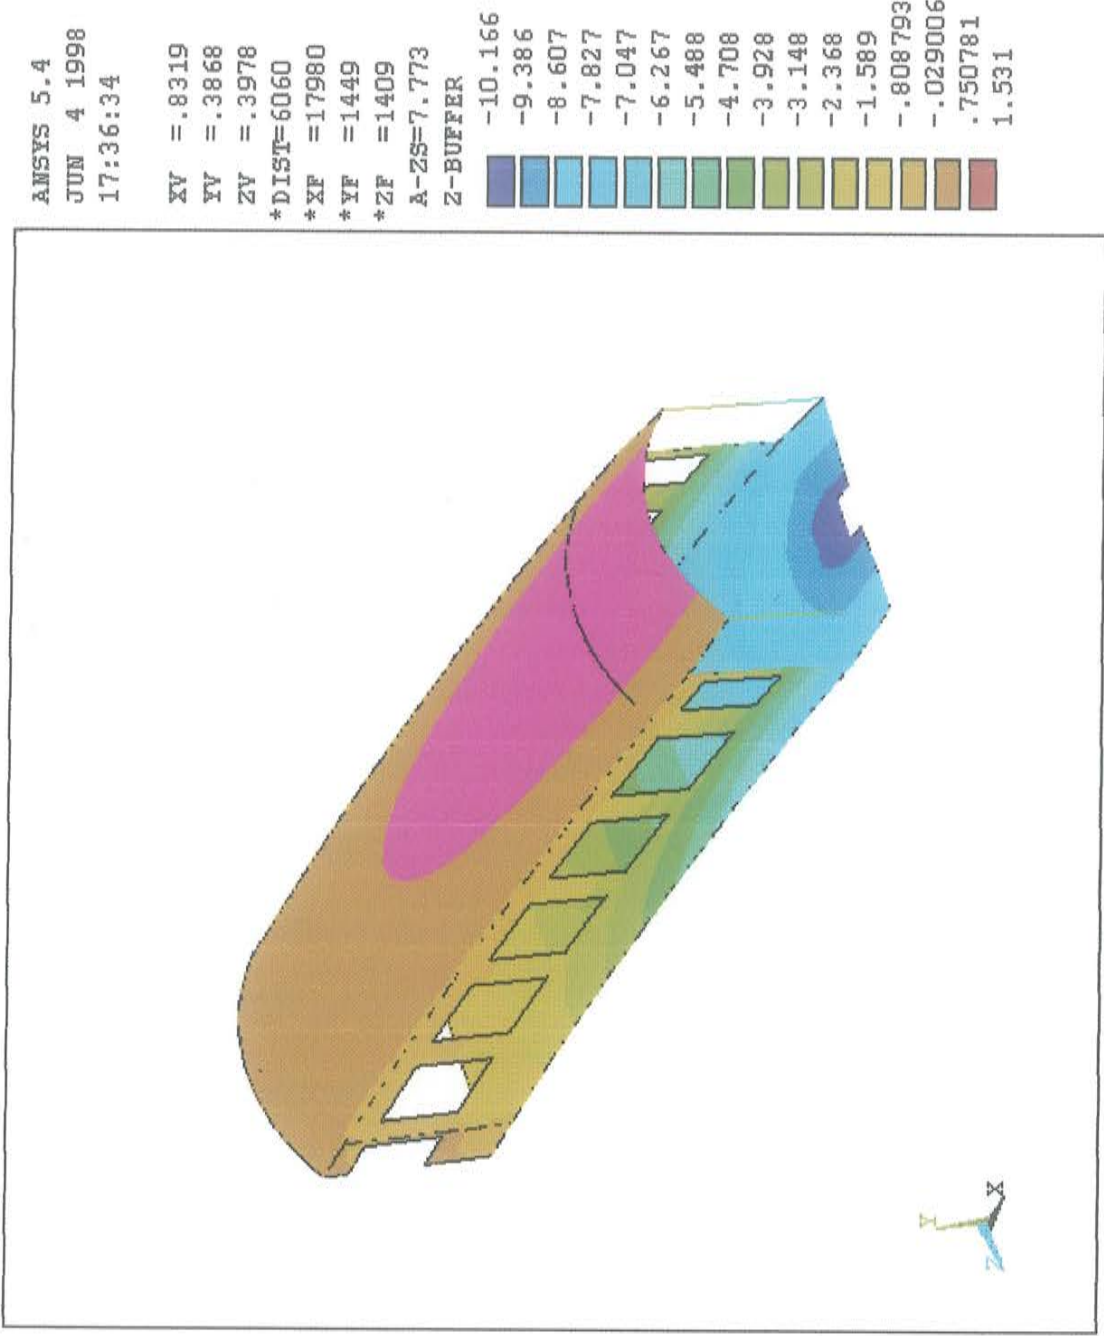 ANSYS 5.4
JUN 4 1998
17:36:34
XV =.8319
YV =.3868
ZV =.3978
*DIST=6060
*XF =17980
*YF =1449
*ZF =1409
A-ZS=7.773
Z-BUFFER
-10.166
-9.386
-8.607
-7.827
-7.047
-6.267
-5.488
-4.708
-3.928
-3.148
-2.368
-1.589
-.808793
-.029006
.750781
1.531
Y
Z
X